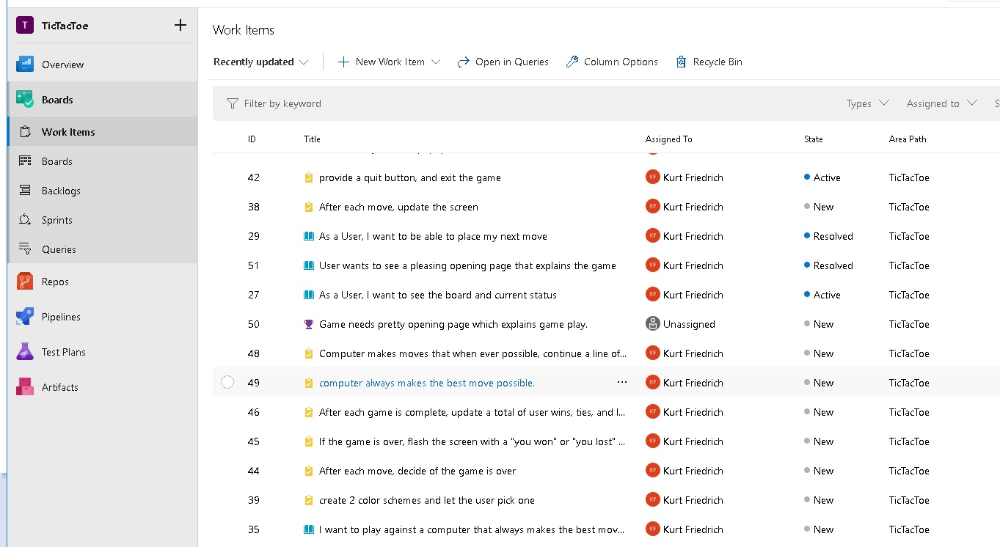 T TicTacToe
Overview
Boards
Work Items
Boards
Backlogs
Sprints
Queries
Repos
Pipelines
Test Plans
Artifacts
Work Items
Recently updated New Work Item Open in Queries Column Options Recycle Bin
Filter by keyword Types Assigned to S
ID Title Assigned To State Area Path
42 provide a quit button, and exit the game KF Kurt Friedrich Active TicTacToe
38 After each move, update the screen KF Kurt Friedrich New TicTacToe
29 As a User, I want to be able to place my next move KF Kurt Friedrich Resolved TicTacToe
51 User wants to see a pleasing opening page that explains the game KF Kurt Friedrich Resolved TicTacToe
27 As a User, I want to see the board and current status KF Kurt Friedrich Active TicTacToe
50 Game needs pretty opening page which explains game play. Unassigned New TicTacToe
48 Computer makes moves that when ever possible, continue a line of... KF Kurt Friedrich New TicTacToe
49 computer always makes the best move possible. ... KF Kurt Friedrich New TicTacToe
46 After each game is complete, update a total of user wins, ties, and l... KF Kurt Friedrich New TicTacToe
45 If the game is over, flash the screen with a "you won" or "you lost" ... KF Kurt Friedrich New TicTacToe
44 After each move, decide of the game is over KF Kurt Friedrich New TicTacToe
39 create 2 color schemes and let the user pick one KF Kurt Friedrich New TicTacToe
35 I want to play against a computer that always makes the best mov... KF Kurt Friedrich New TicTacToe